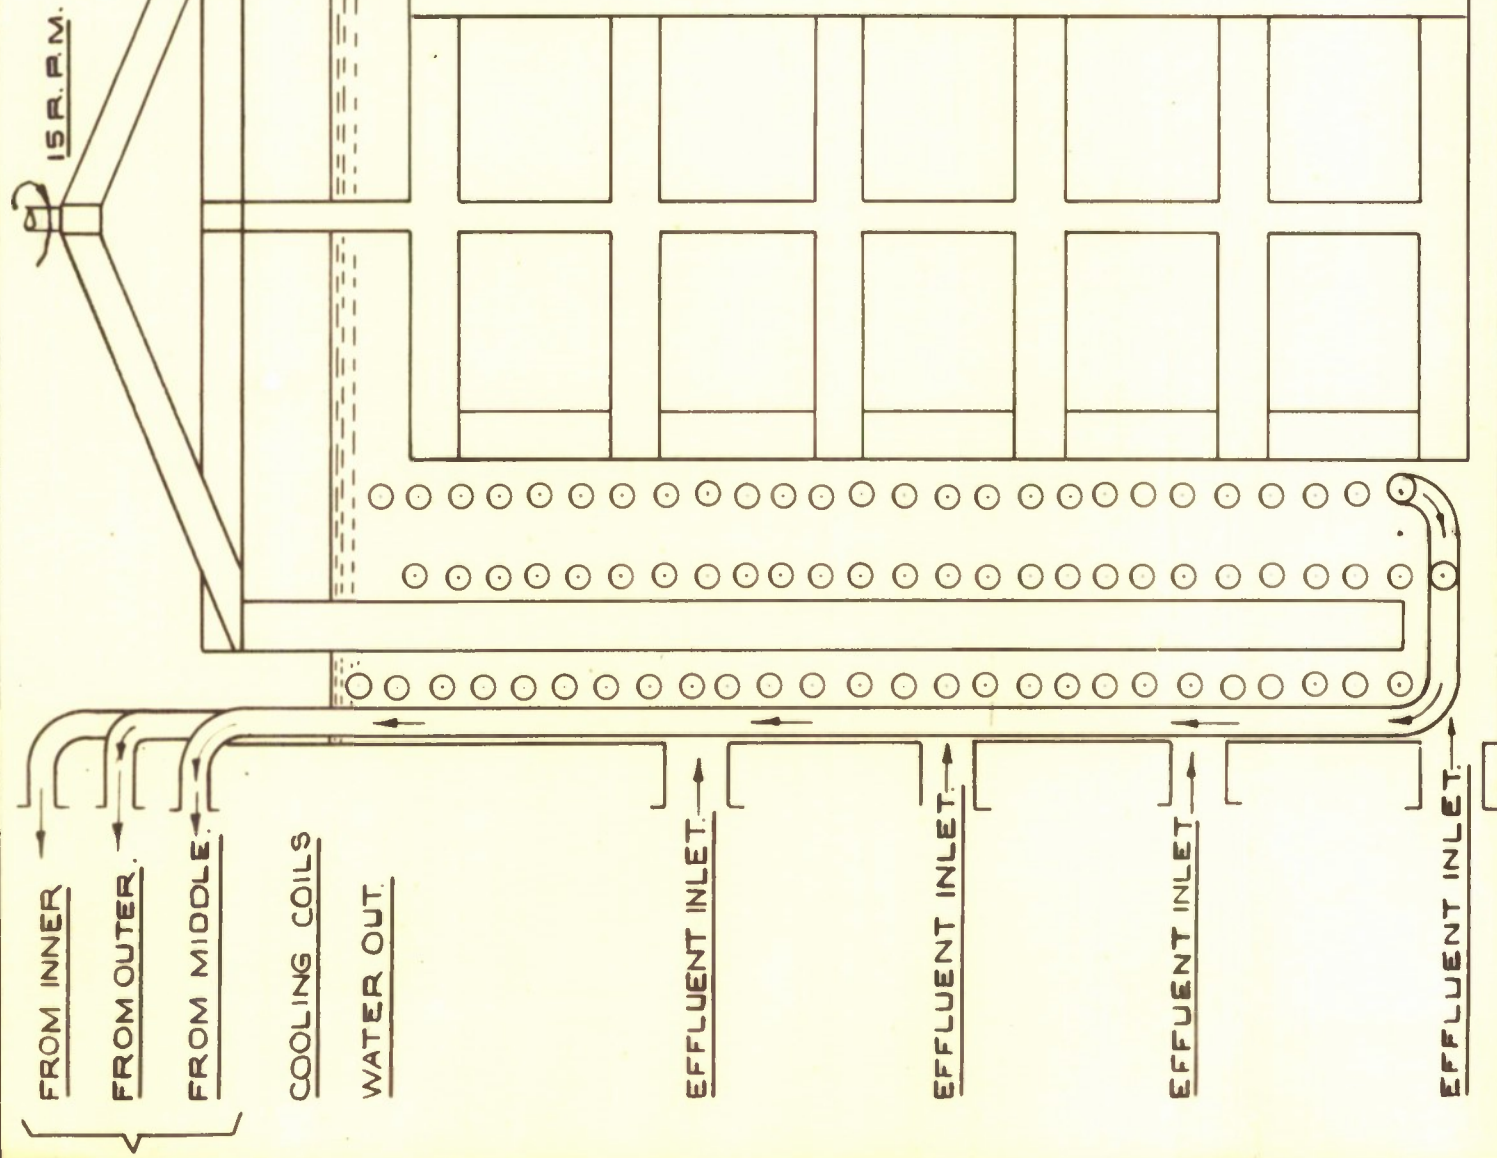 15 R.P.M.
FROM INNER
FROM OUTER.
FROM MIDDLE.
COOLING COILS
WATER OUT.
EFFLUENT INLET.
EFFLUENT INLET.
EFFUENT INLET
EFFLUENT INLET.